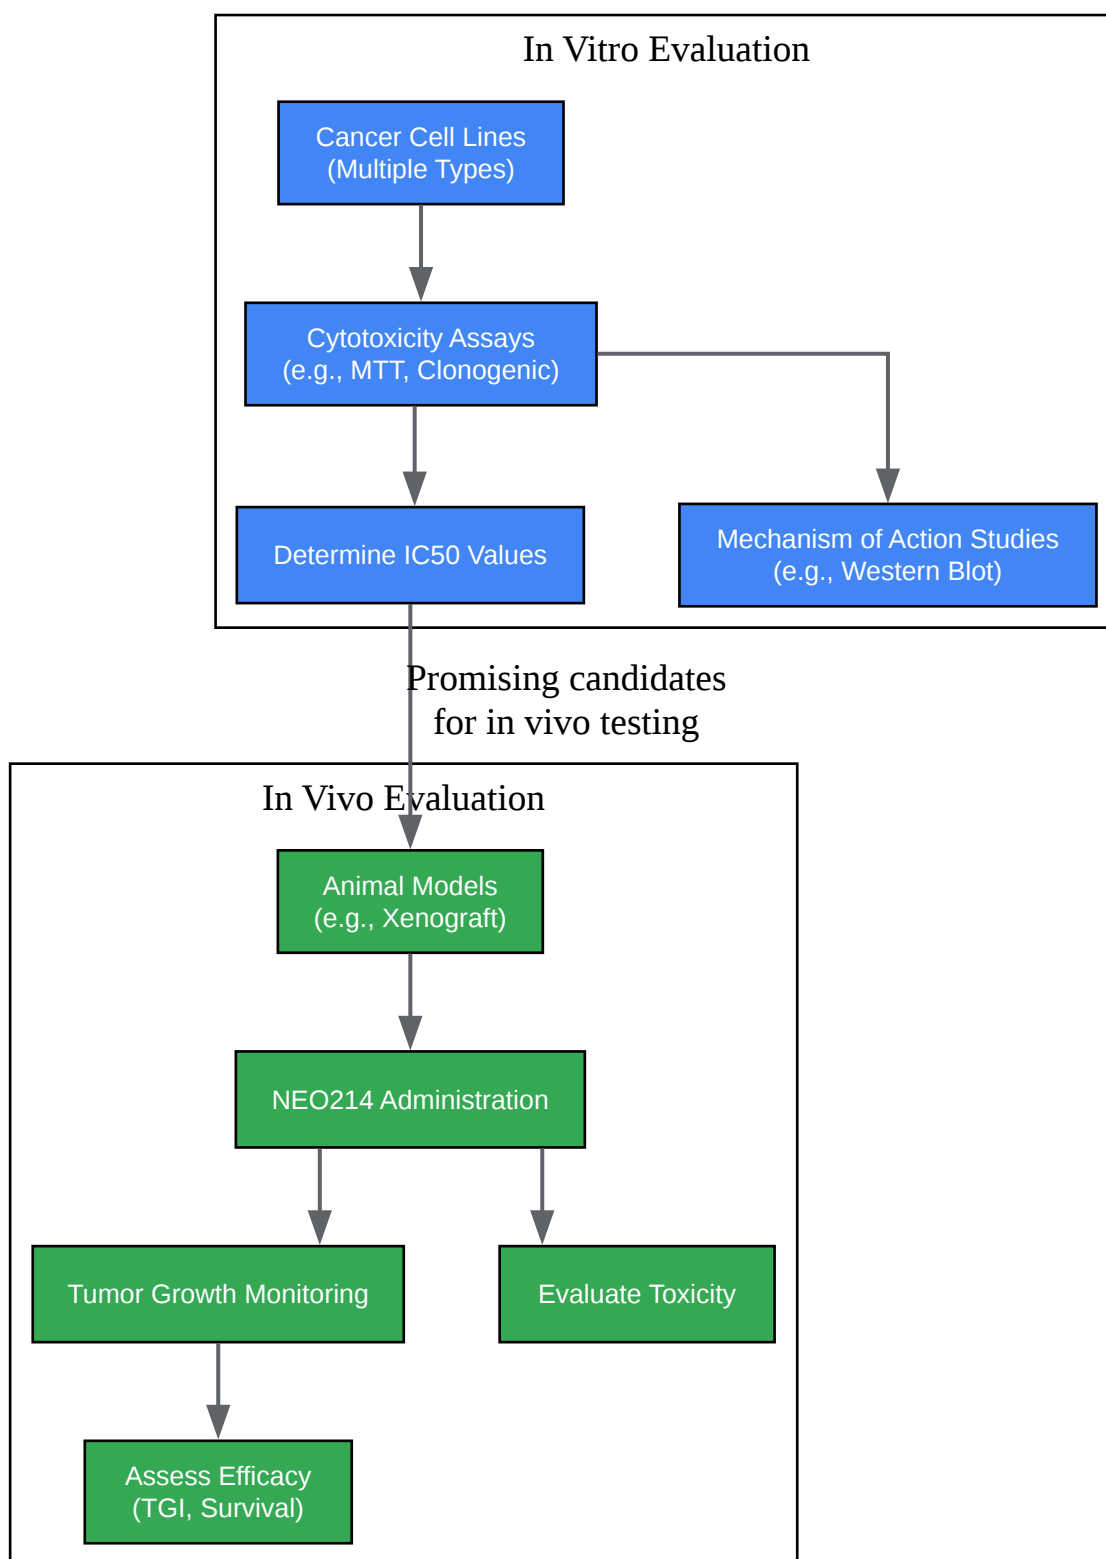 In Vitro Evaluation
Cancer Cell Lines
(Multiple Types)
Cytotoxicity Assays
(e.g., MTT, Clonogenic)
Determine IC50 Values
Mechanism of Action Studies
(e.g., Western Blot)
Promising candidates
for in vivo testing
In Vivo Evaluation
Animal Models
(e.g., Xenograft)
NEO214 Administration
Tumor Growth Monitoring
Evaluate Toxicity
Assess Efficacy
(TGI, Survival)